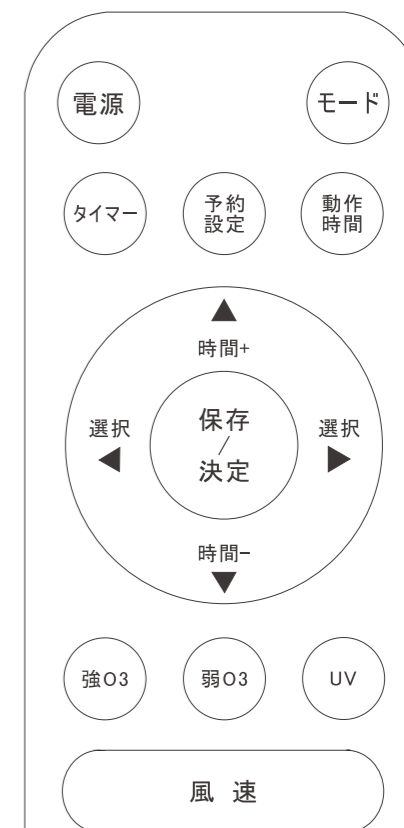 電源
モード
タイマー
予約
設定
動作
時間
時間+
選択
保存
/
決定
選択
時間-
強O3
弱O3
UV
風速